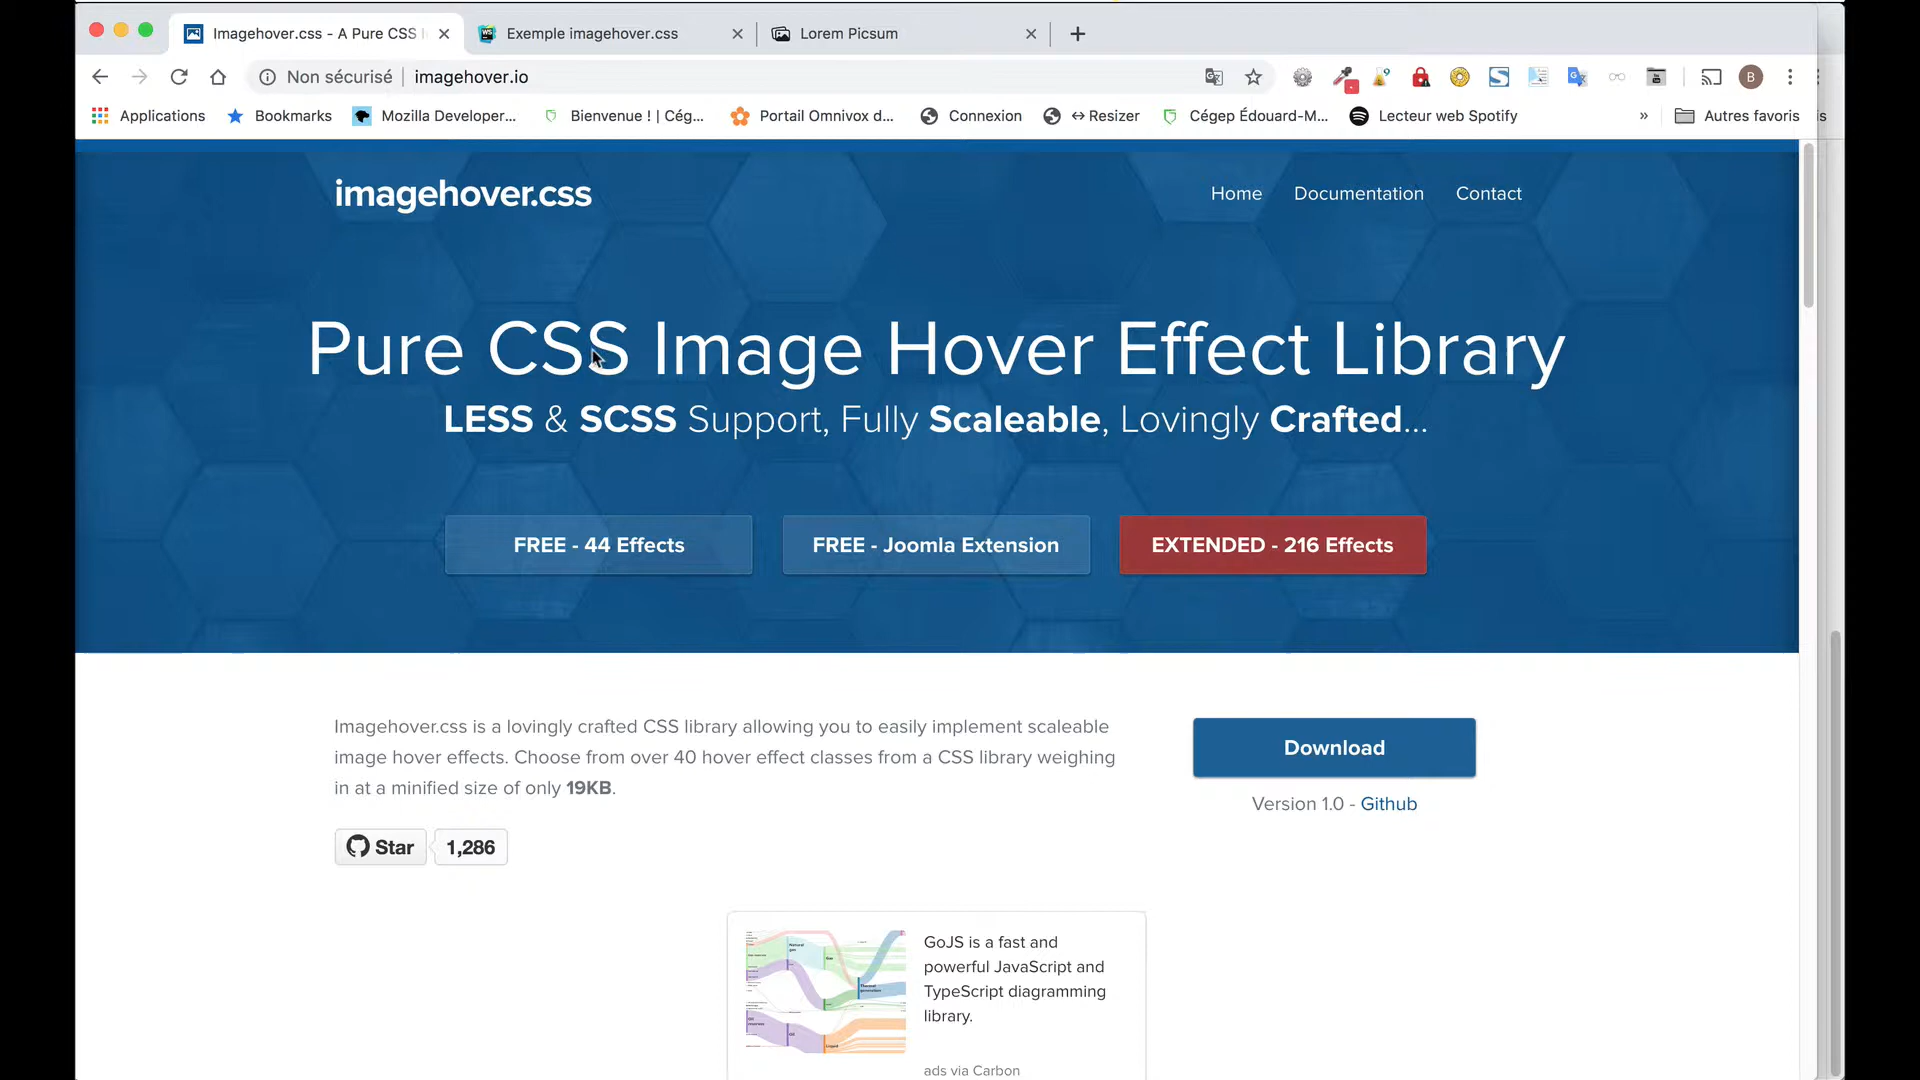 Imagehover.css - A Pure CSS
Exemple imagehover.css
Lorem Picsum
Non sécurisé
imagehover.io
B
Applications
Bookmarks
Mozilla Developer...
Bienvenue ! | Cég...
Portail Omnivox d...
Connexion
↔ Resizer
Cégep Édouard-M...
Lecteur web Spotify
»
Autres favoris
imagehover.css
Home
Documentation
Contact
Pure CSS Image Hover Effect Library
LESS & SCSS Support, Fully Scaleable, Lovingly Crafted...
FREE - 44 Effects
FREE - Joomla Extension
EXTENDED - 216 Effects
Imagehover.css is a lovingly crafted CSS library allowing you to easily implement scaleable
image hover effects. Choose from over 40 hover effect classes from a CSS library weighing
in at a minified size of only 19KB.
Download
Version 1.0 - Github
Star
1,286
GoJS is a fast and
powerful JavaScript and
TypeScript diagramming
library.
ads via Carbon